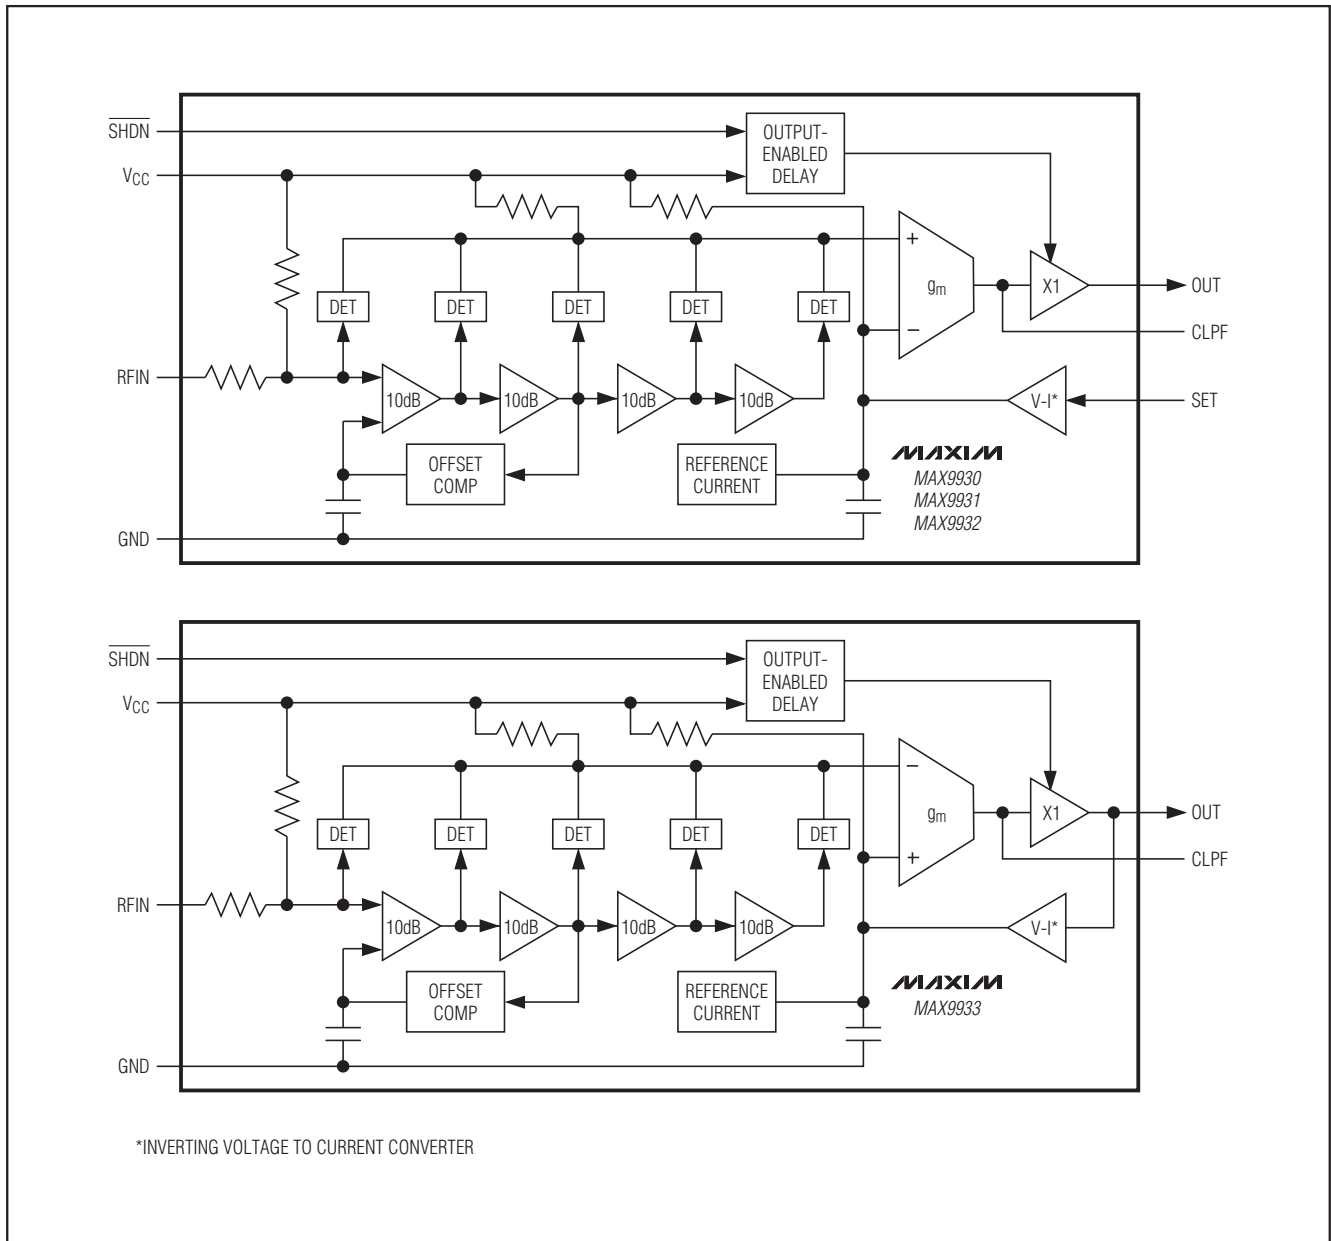 SHDN
OUTPUT-
ENABLED
DELAY
VCC
+
gm
X1
OUT
DET DET DET DET DET
−
CLPF
RFIN
10dB 10dB 10dB 10dB
V-I*
SET
OFFSET
COMP
REFERENCE
CURRENT
MAXIM
MAX9930
MAX9931
MAX9932
GND
SHDN
OUTPUT-
ENABLED
DELAY
VCC
−
gm
X1
OUT
DET DET DET DET DET
+
CLPF
RFIN
10dB 10dB 10dB 10dB
V-I*
OFFSET
COMP
REFERENCE
CURRENT
MAXIM
MAX9933
GND
*INVERTING VOLTAGE TO CURRENT CONVERTER